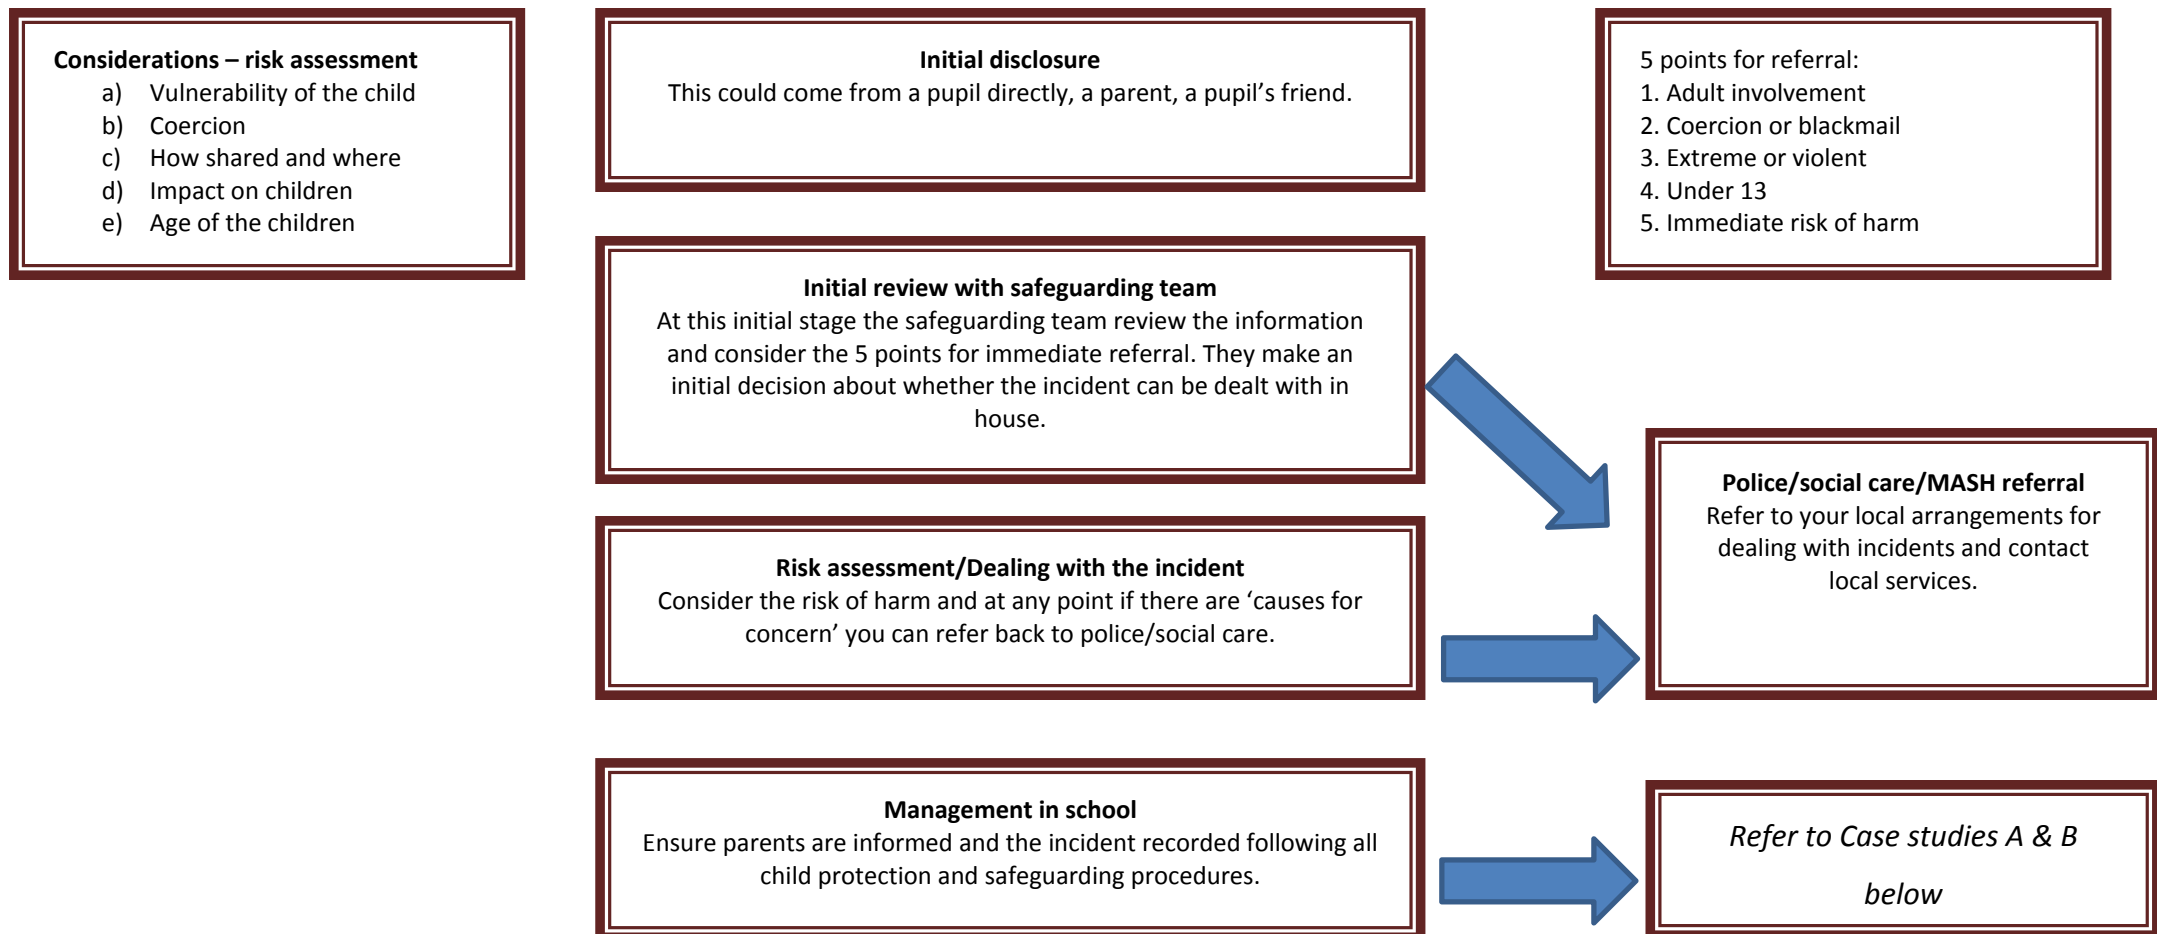 Considerations – risk assessment
a) Vulnerability of the child
b) Coercion
c) How shared and where
d) Impact on children
e) Age of the children
Initial disclosure
This could come from a pupil directly, a parent, a pupil’s friend.
5 points for referral:
1. Adult involvement
2. Coercion or blackmail
3. Extreme or violent
4. Under 13
5. Immediate risk of harm
Initial review with safeguarding team
At this initial stage the safeguarding team review the information
and consider the 5 points for immediate referral. They make an
initial decision about whether the incident can be dealt with in
house.
Police/social care/MASH referral
Refer to your local arrangements for
dealing with incidents and contact
local services.
Risk assessment/Dealing with the incident
Consider the risk of harm and at any point if there are ‘causes for
concern’ you can refer back to police/social care.
Management in school
Ensure parents are informed and the incident recorded following all
child protection and safeguarding procedures.
Refer to Case studies A & B
below